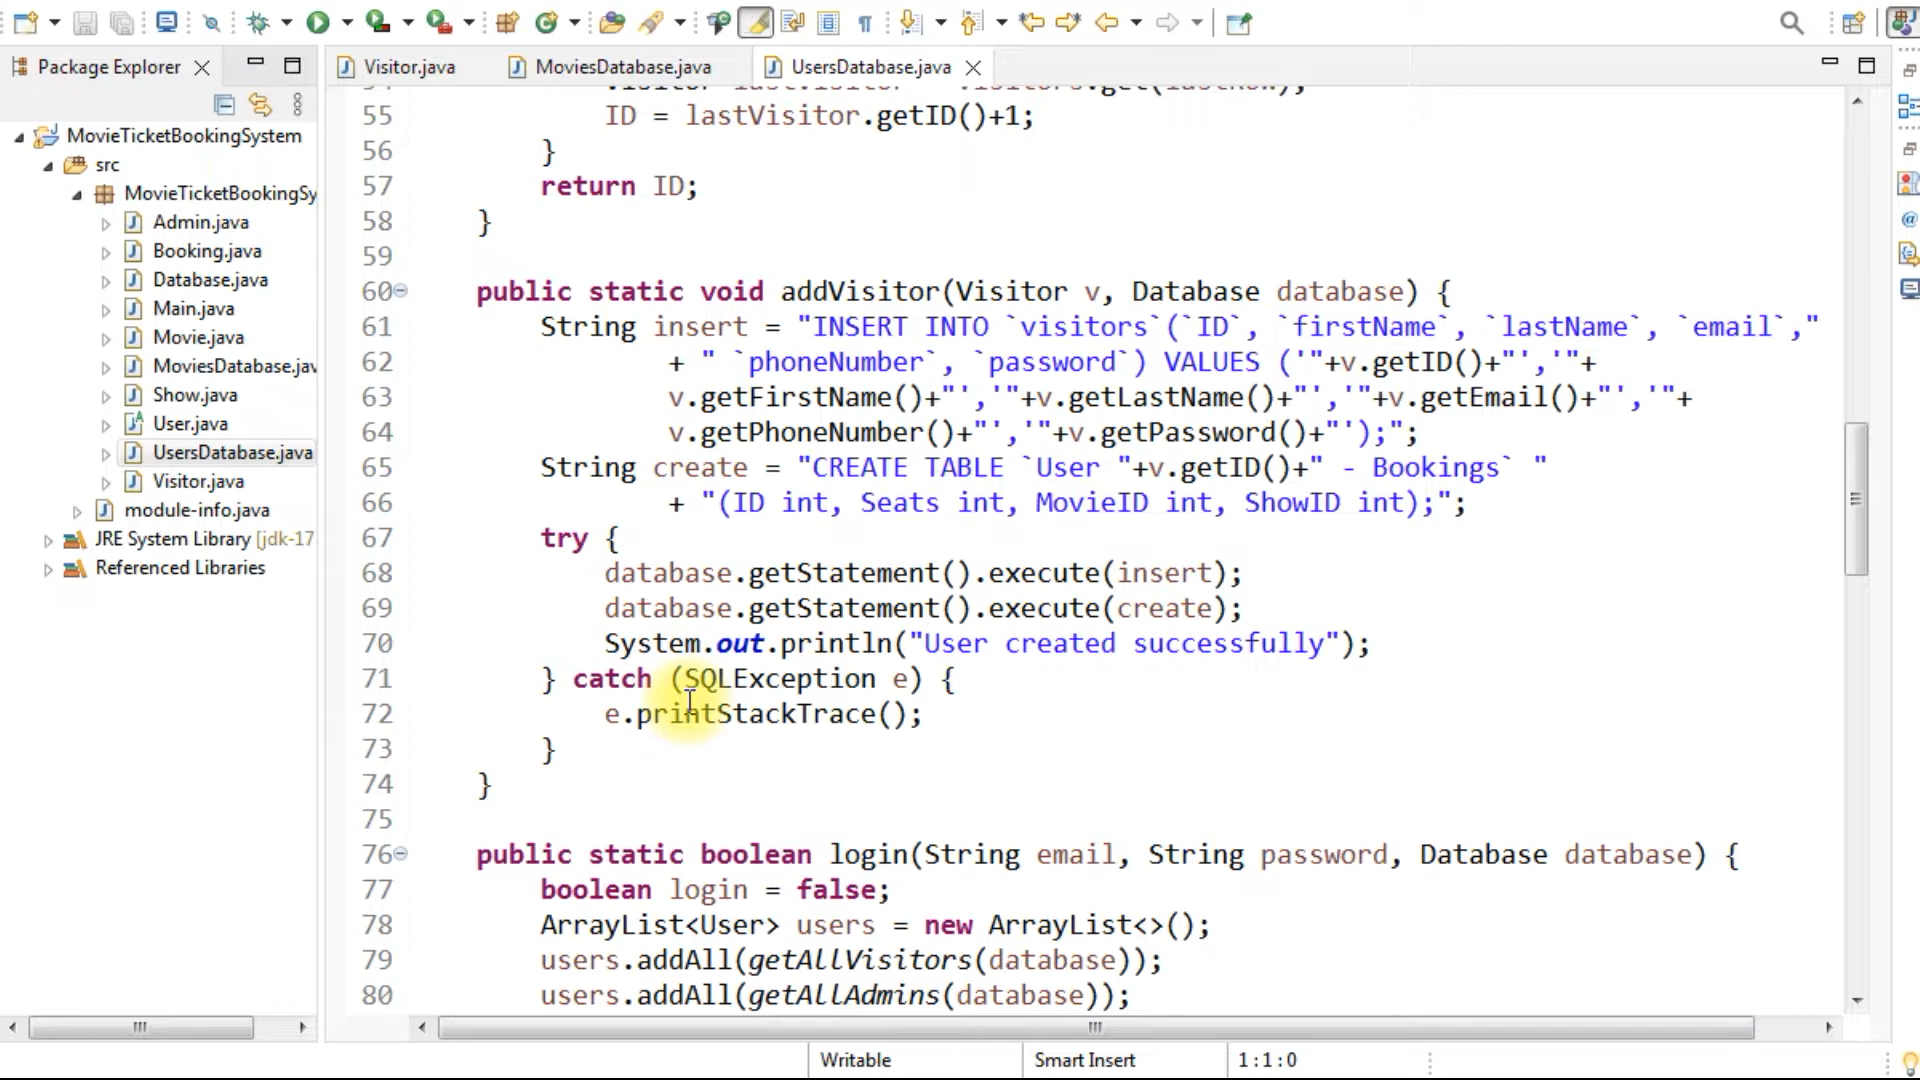 Package Explorer
Visitor.java
MoviesDatabase.java
UsersDatabase.java
MovieTicketBookingSystem
src
MovieTicketBookingSy
Admin.java
Booking.java
Database.java
Main.java
Movie.java
MoviesDatabase.jav
Show.java
User.java
UsersDatabase.java
Visitor.java
module-info.java
JRE System Library [jdk-17
Referenced Libraries
55 ID = lastVisitor.getID()+1;
56 }
57 return ID;
58 }
59
60 public static void addVisitor(Visitor v, Database database) {
61 String insert = "INSERT INTO `visitors`(`ID`, `firstName`, `lastName`, `email`,"
62 + " `phoneNumber`, `password`) VALUES ('"+v.getID()+"','"+
63 v.getFirstName()+"','"+v.getLastName()+"','"+v.getEmail()+"','"+
64 v.getPhoneNumber()+"','"+v.getPassword()+"');";
65 String create = "CREATE TABLE `User "+v.getID()+" - Bookings` "
66 + "(ID int, Seats int, MovieID int, ShowID int);";
67 try {
68 database.getStatement().execute(insert);
69 database.getStatement().execute(create);
70 System.out.println("User created successfully");
71 } catch (SQLException e) {
72 e.printStackTrace();
73 }
74 }
75
76 public static boolean login(String email, String password, Database database) {
77 boolean login = false;
78 ArrayList<User> users = new ArrayList<>();
79 users.addAll(getAllVisitors(database));
80 users.addAll(getAllAdmins(database));
Writable
Smart Insert
1:1:0